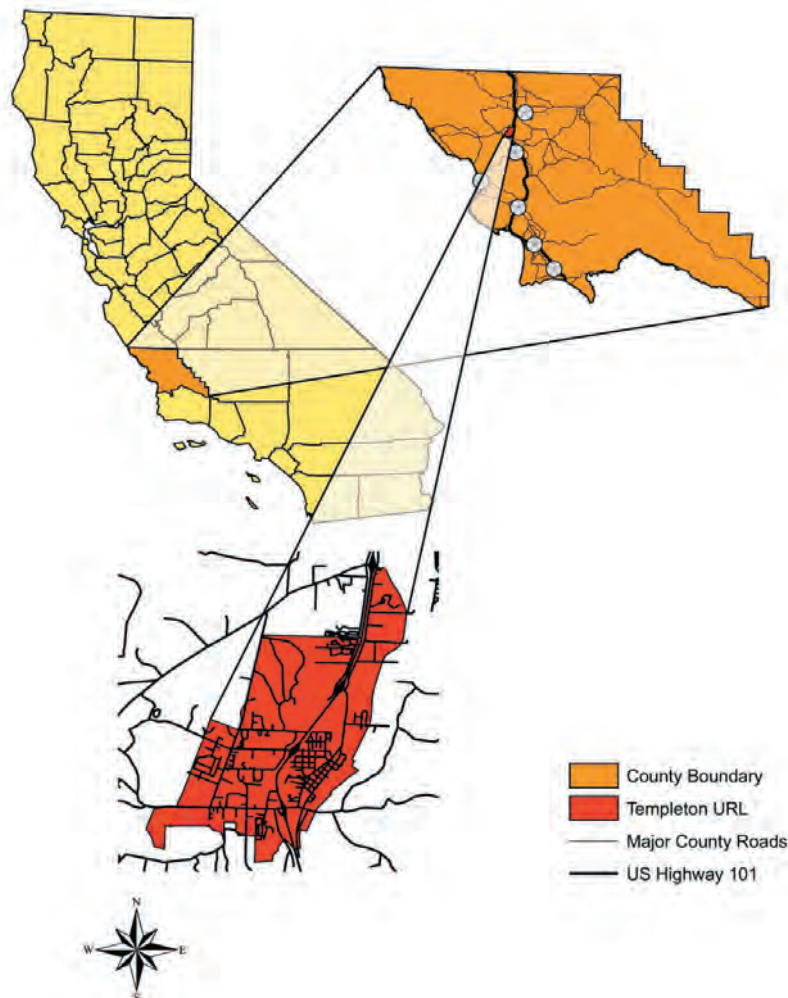 County Boundary
Templeton URL
Major County Roads
US Highway 101
N
W E
S